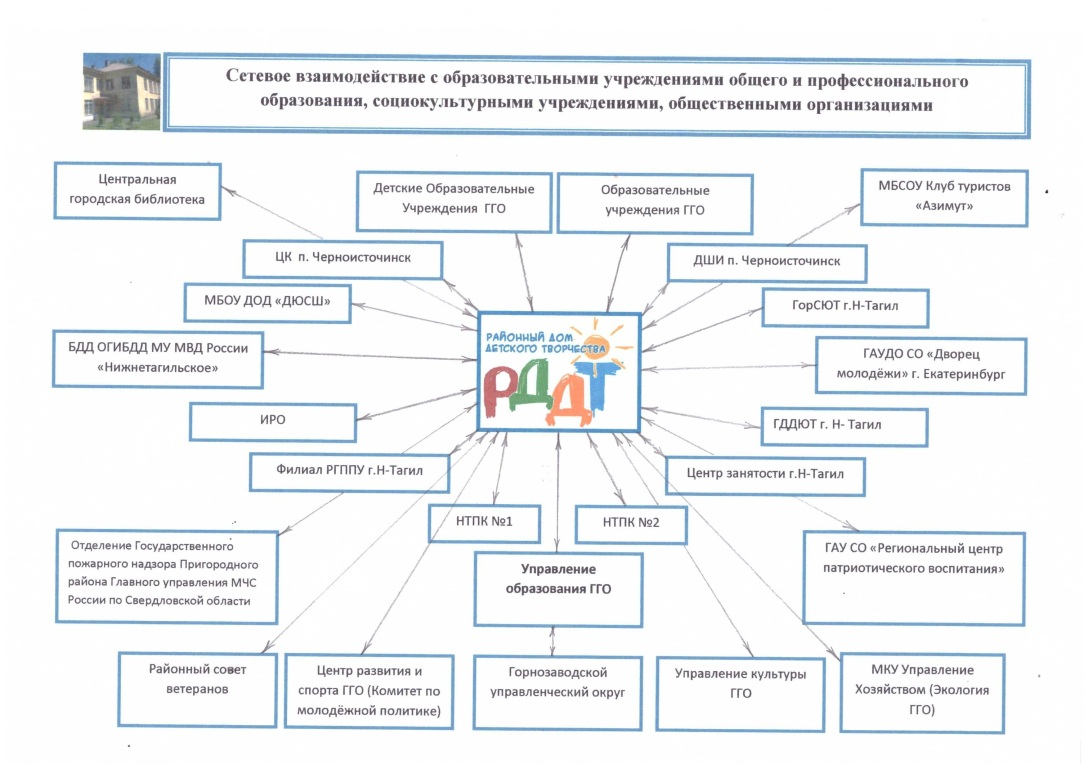 Сетевое взаимодействие с образовательными учреждениями общего и профессионального
образования, социокультурными учреждениями, общественными организациями
Центральная
городская библиотека
Детские Образовательные
Учреждения ГГО
Образовательные
учреждения ГГО
МБСОУ Клуб туристов
«Азимут»
ЦК п. Черноисточинск
ДШИ п. Черноисточинск
МБОУ ДОД «ДЮСШ»
ГорСЮТ г.Н-Тагил
РАЙОННЫЙ ДОМ
ДЕТСКОГО ТВОРЧЕСТВА
РДДТ
БДД ОГИБДД МУ МВД России
«Нижнетагильское»
ГАУДО СО «Дворец
молодёжи» г. Екатеринбург
ИРО
ГДДЮТ г. Н- Тагил
Филиал РГППУ г.Н-Тагил
Центр занятости г.Н-Тагил
НТПК №1
НТПК №2
Отделение Государственного
пожарного надзора Пригородного
района Главного управления МЧС
России по Свердловской области
Управление
образования ГГО
ГАУ СО «Региональный центр
патриотического воспитания»
Районный совет
ветеранов
Центр развития и
спорта ГГО (Комитет по
молодёжной политике)
Горнозаводской
управленческий округ
Управление культуры
ГГО
МКУ Управление
Хозяйством (Экология
ГГО)